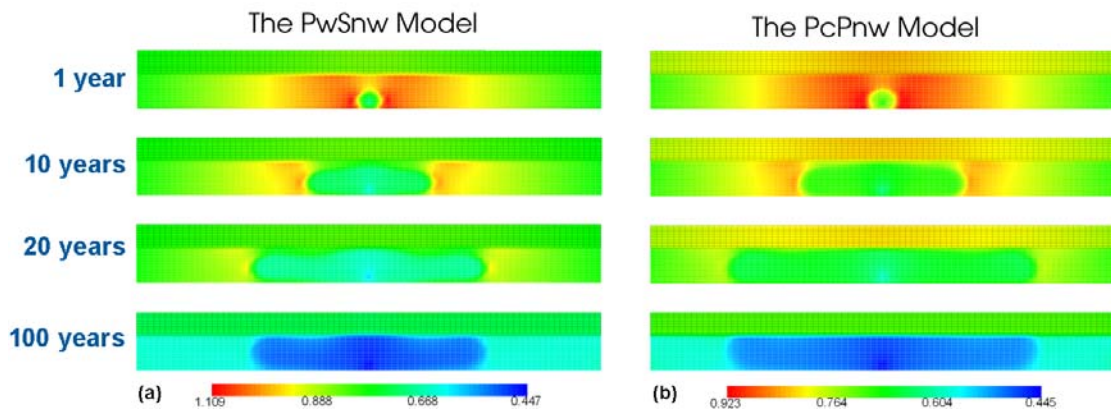 The PwSnw Model
The PcPnw Model
1 year
10 years
20 years
100 years
(a)
1.109 0.888 0.668 0.447
(b)
0.923 0.764 0.604 0.445